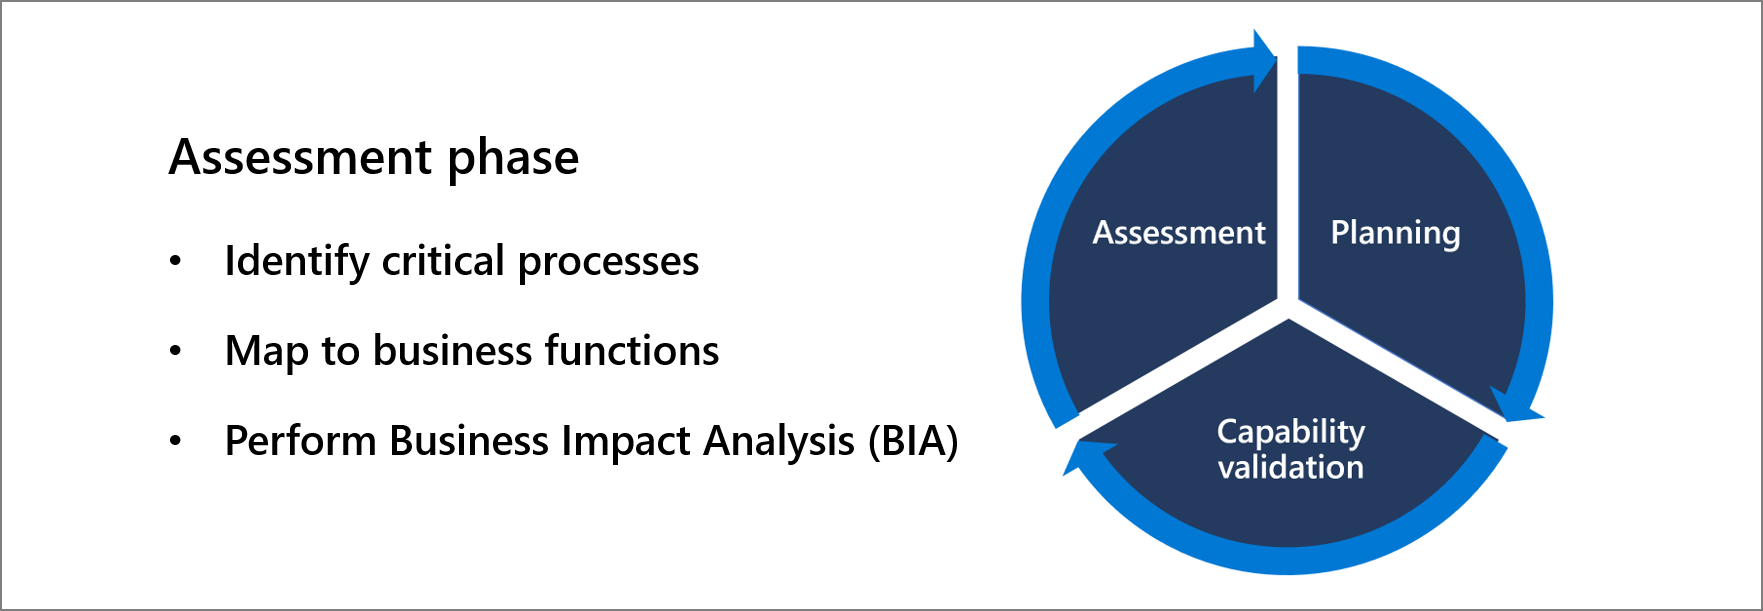 Assessment phase
• Identify critical processes
• Map to business functions
• Perform Business Impact Analysis (BIA)
Assessment
Planning
Capability
validation